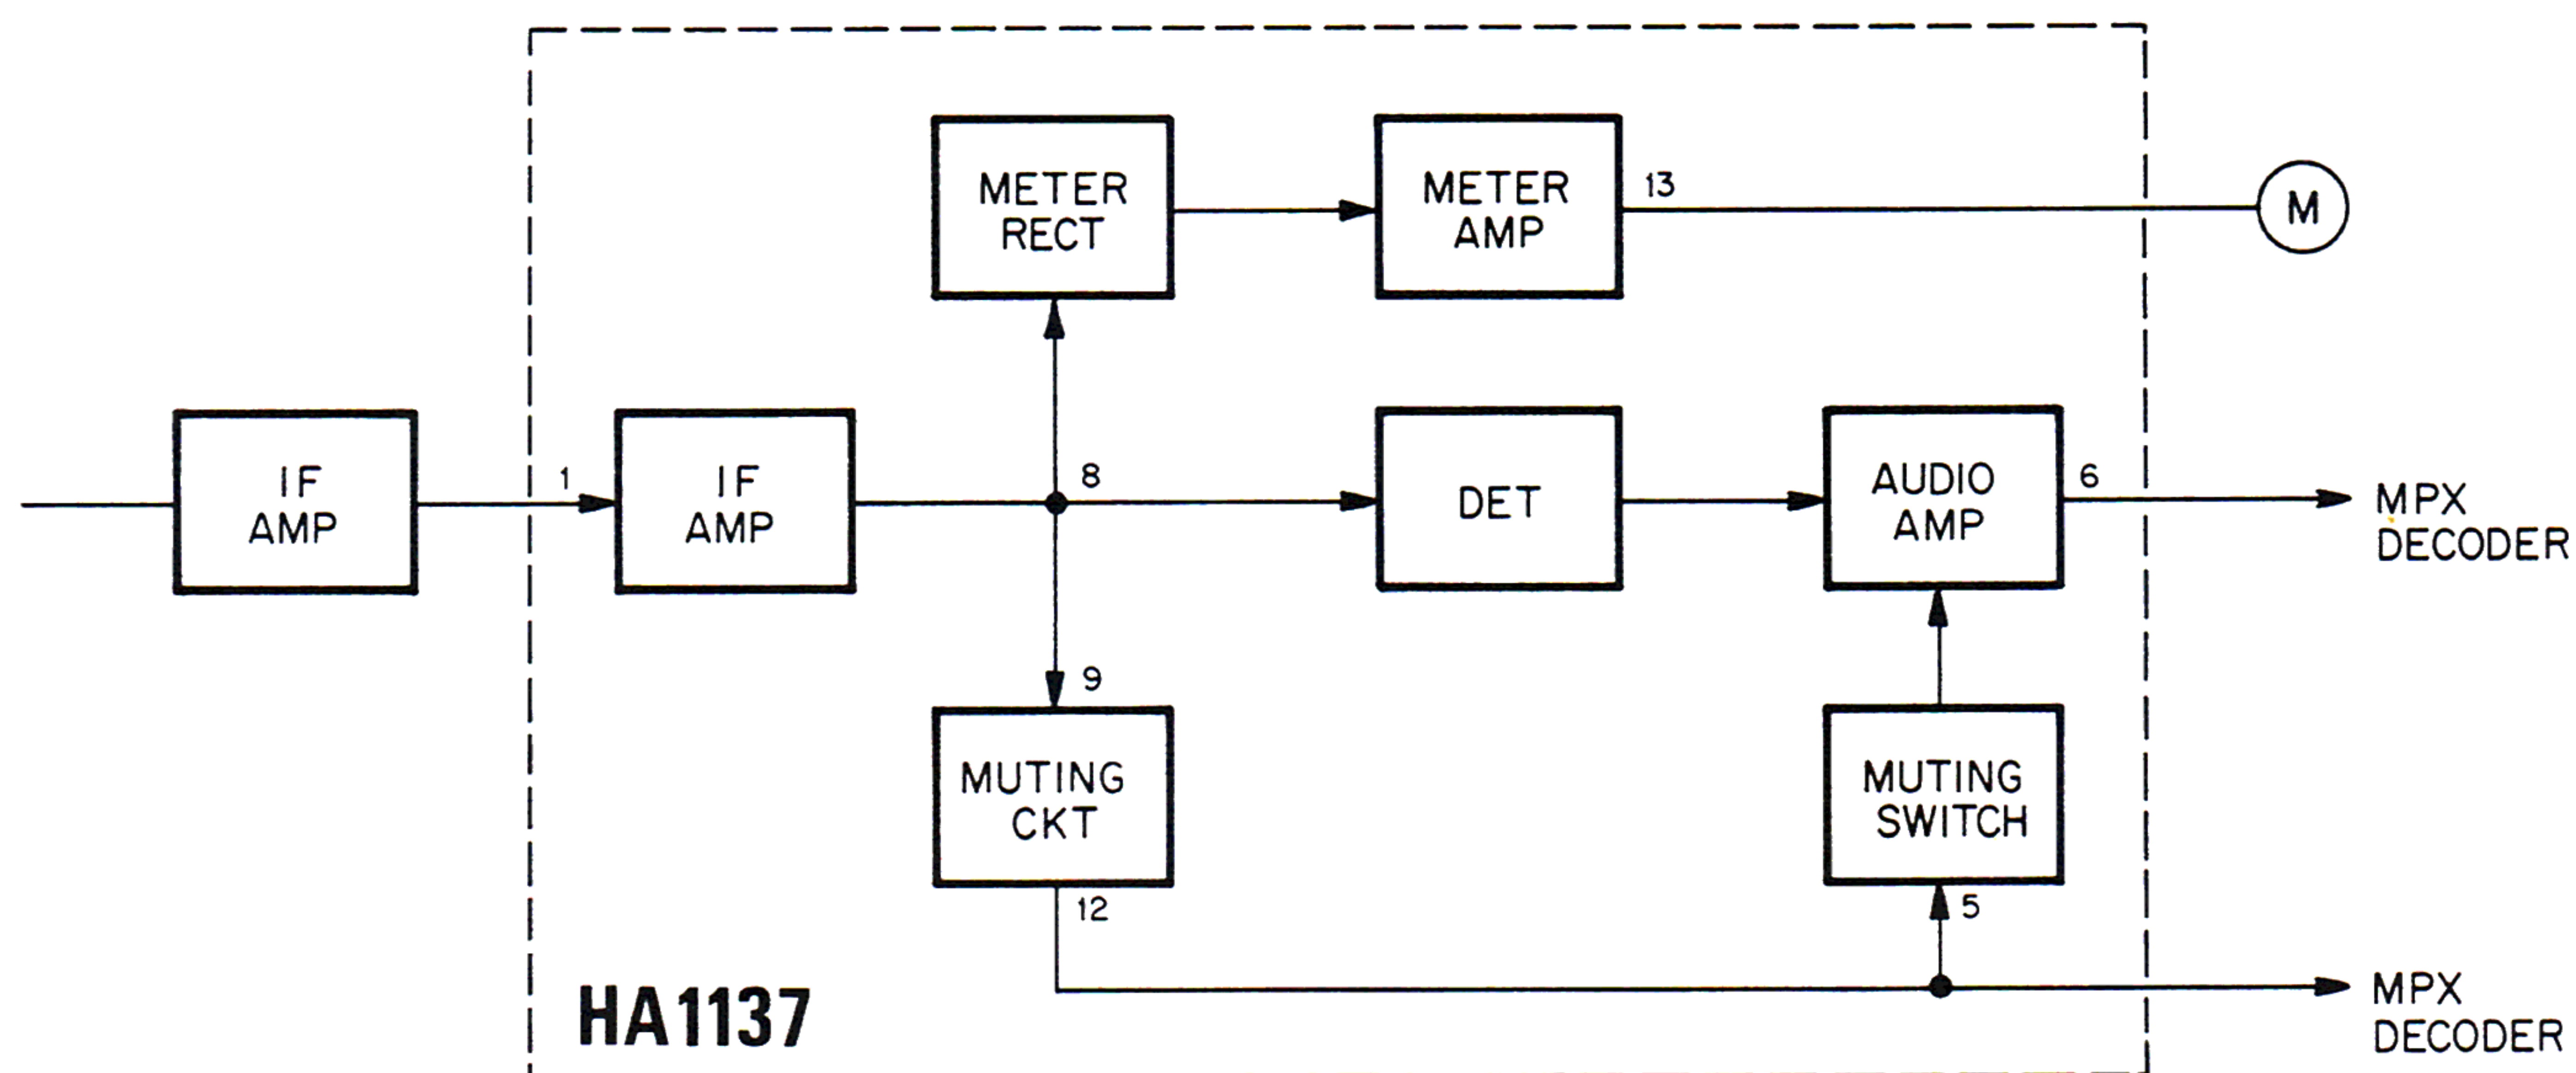 METER
RECT
METER
AMP
13
M
IF
AMP
1
IF
AMP
8
DET
AUDIO
AMP
6
MPX
DECODER
9
MUTING
CKT
12
MUTING
SWITCH
5
HA1137
MPX
DECODER